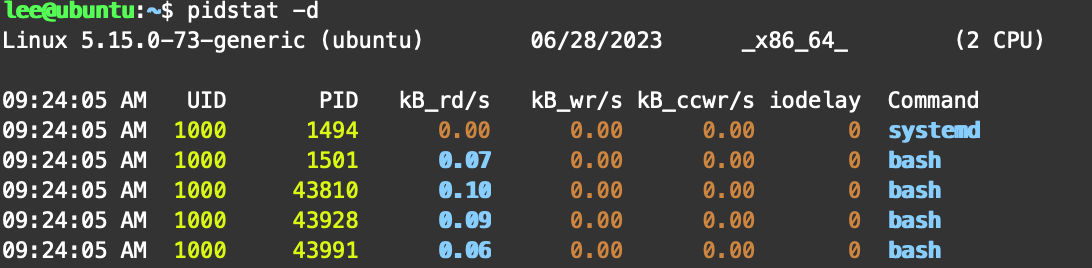 lee@ubuntu:~$ pidstat -d
Linux 5.15.0-73-generic (ubuntu) 06/28/2023 _x86_64_ (2 CPU)
09:24:05 AM UID PID kB_rd/s kB_wr/s kB_ccwr/s iodelay Command
09:24:05 AM 1000 1494 0.00 0.00 0.00 0 systemd
09:24:05 AM 1000 1501 0.07 0.00 0.00 0 bash
09:24:05 AM 1000 43810 0.10 0.00 0.00 0 bash
09:24:05 AM 1000 43928 0.09 0.00 0.00 0 bash
09:24:05 AM 1000 43991 0.06 0.00 0.00 0 bash